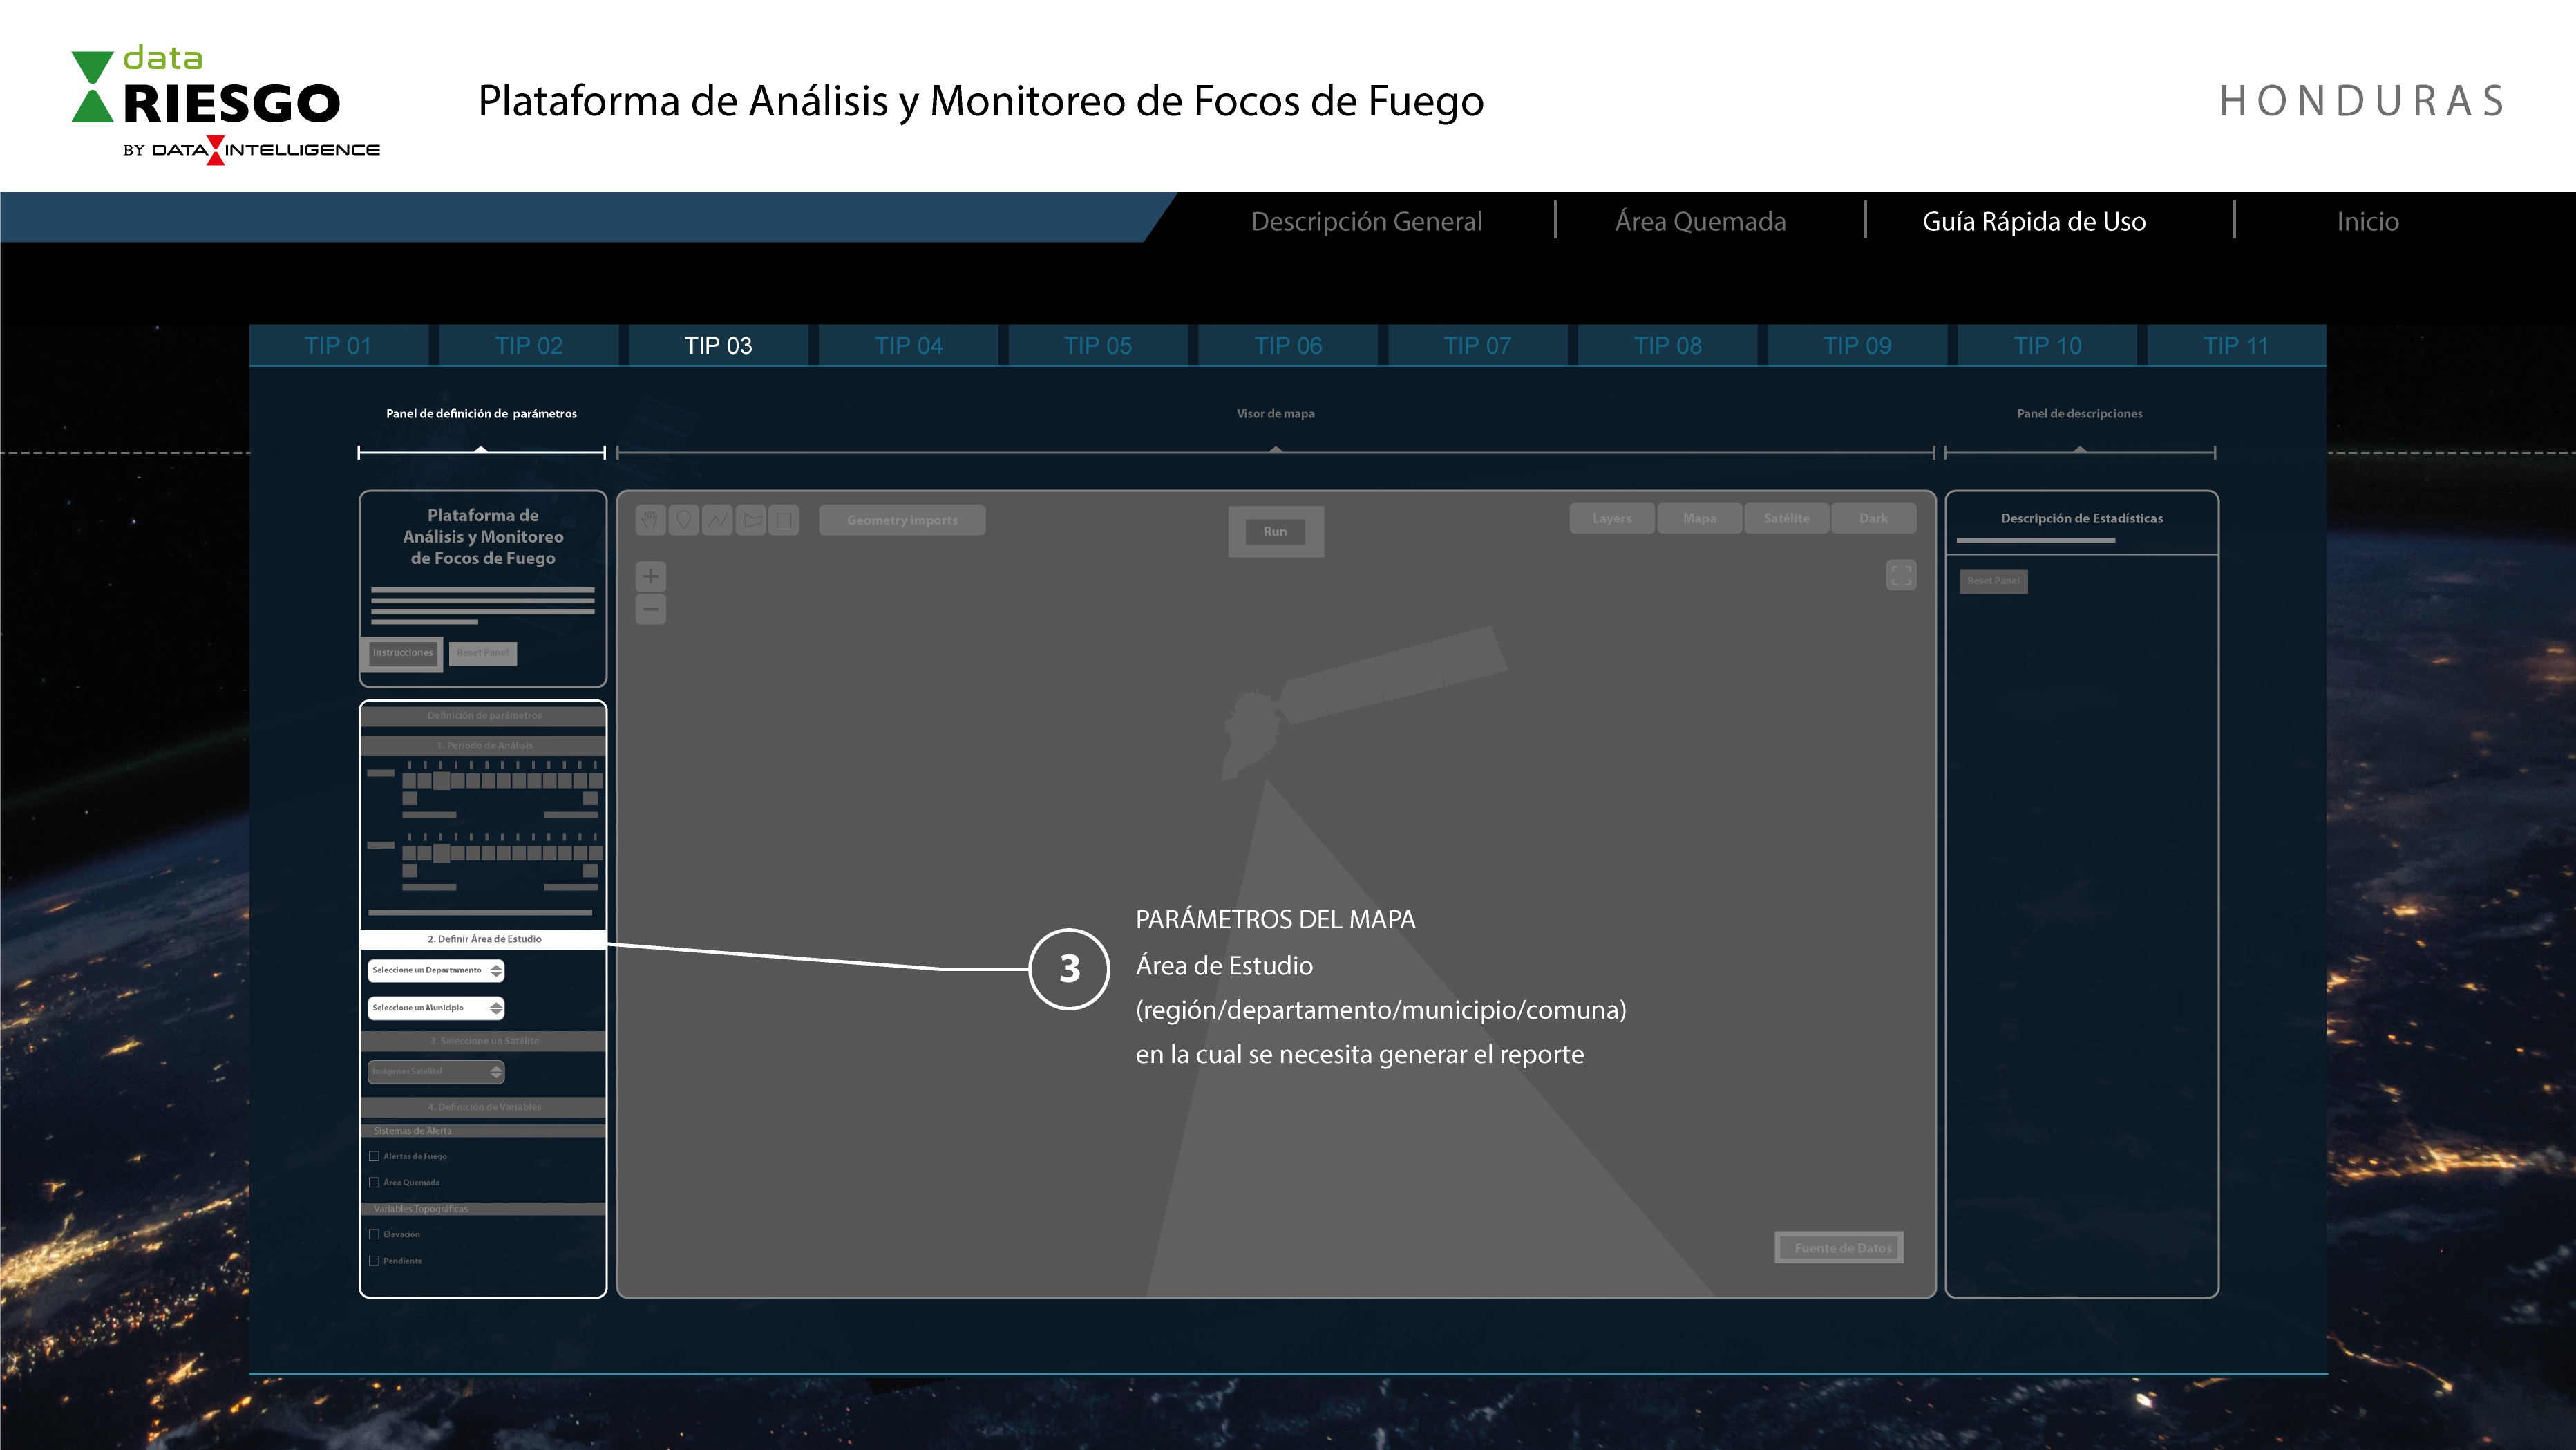 data
RIESGO
BY DATA INTELLIGENCE
Plataforma de Análisis y Monitoreo de Focos de Fuego
HONDURAS
Descripción General
Área Quemada
Guía Rápida de Uso
Inicio
TIP 01
TIP 02
TIP 03
TIP 04
TIP 05
TIP 06
TIP 07
TIP 08
TIP 09
TIP 10
TIP 11
Panel de definición de parámetros
Visor de mapa
Panel de descripciones
Plataforma de
Análisis y Monitoreo
de Focos de Fuego
Instrucciones
Reset Panel
Definición de parámetros
1. Periodo de Análisis
2. Definir Área de Estudio
Seleccione un Departamento
Seleccione un Municipio
3. Seleccione un Satélite
Imágenes Satelital
4. Definición de Variables
Sistemas de Alerta
Alertas de Fuego
Área Quemada
Variables Topográficas
Elevación
Pendiente
Geometry imports
Run
Layers
Mapa
Satélite
Dark
3
PARÁMETROS DEL MAPA
Área de Estudio
(región/departamento/municipio/comuna)
en la cual se necesita generar el reporte
Fuente de Datos
Descripción de Estadísticas
Reset Panel